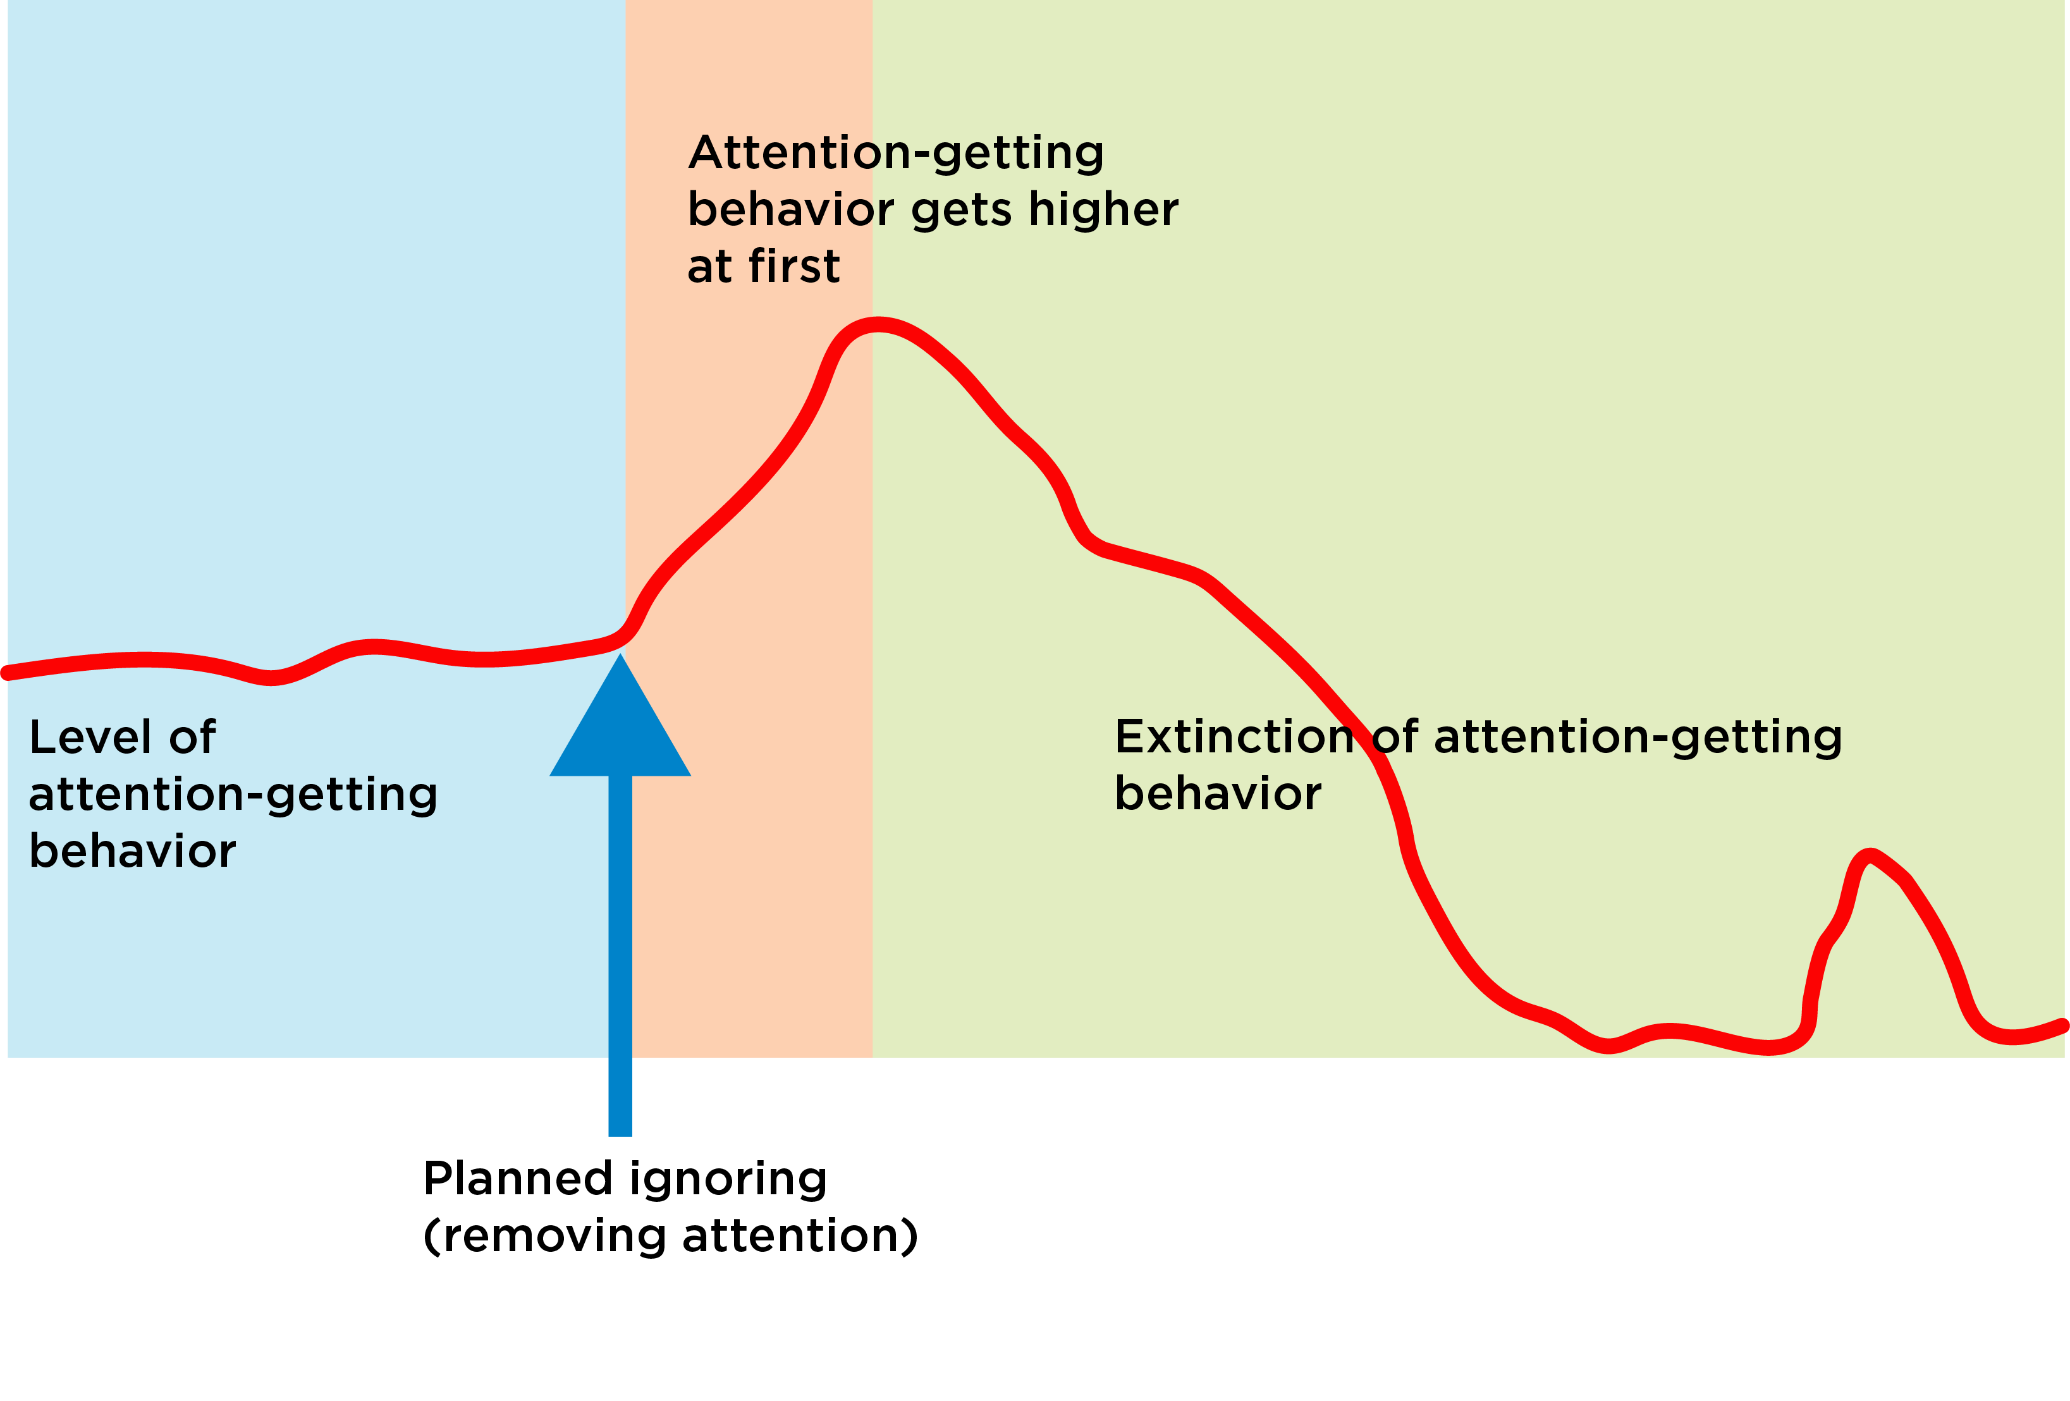 Attention-getting
behavior gets higher
at first
Level of
attention-getting
behavior
Extinction of attention-getting
behavior
Planned ignoring
(removing attention)